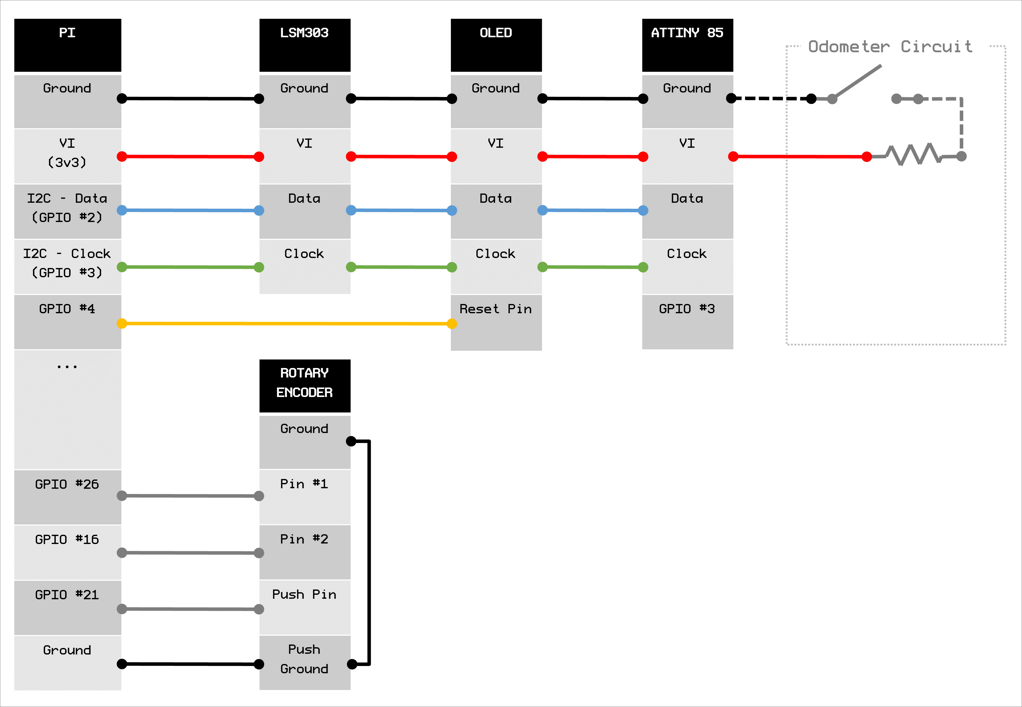 PI
LSM303
OLED
ATTINY 85
Odometer Circuit
Ground
Ground
Ground
Ground
VI
(3v3)
VI
VI
VI
I2C - Data
(GPIO #2)
Data
Data
Data
I2C - Clock
(GPIO #3)
Clock
Clock
Clock
GPIO #4
Reset Pin
GPIO #3
...
ROTARY
ENCODER
Ground
GPIO #26
Pin #1
GPIO #16
Pin #2
GPIO #21
Push Pin
Ground
Push
Ground